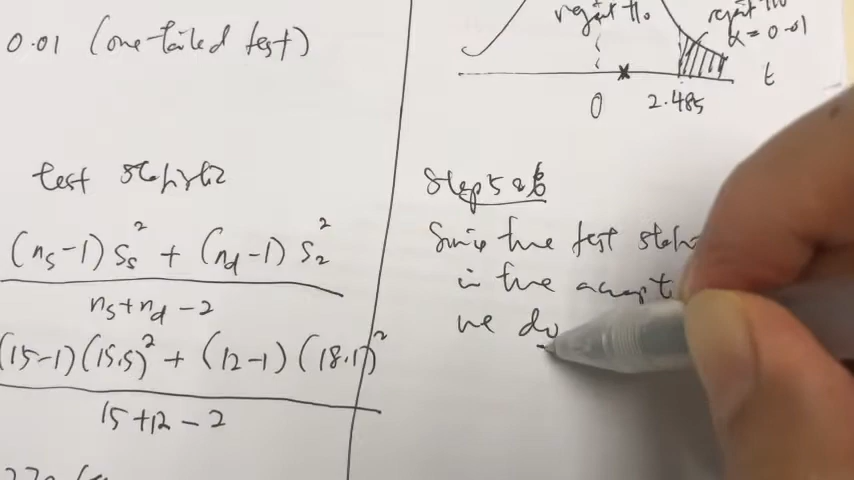 0.01 (one-tailed test)
test statistic
(ns-1) Ss² + (nd-1) S2²
ns+nd -2
(15-1)(15.5)² + (12-1)(18.1)²
15+12-2
reject H0
α = 0.01
0 2.485 t
Step 5 & 6
Since the test
in the accept
we do